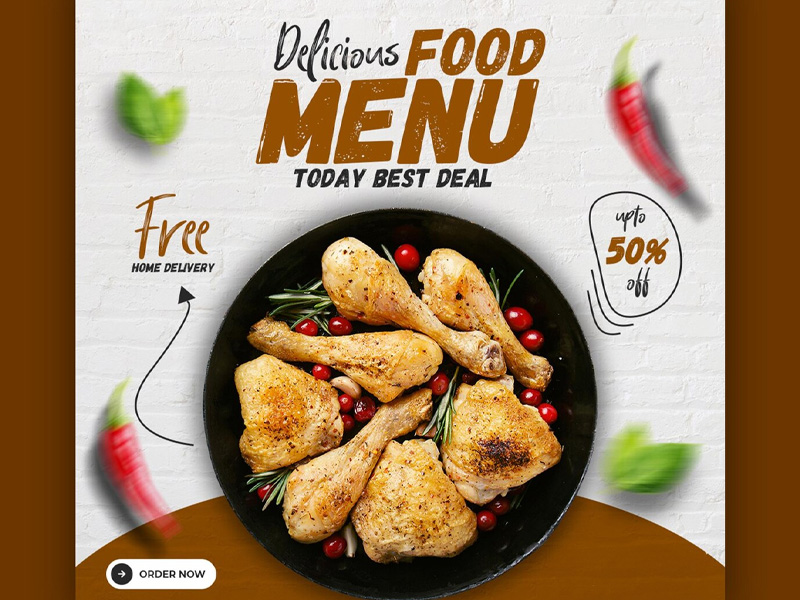 Delicious FOOD
MENU
TODAY BEST DEAL
Free
HOME DELIVERY
upto
50%
off
ORDER NOW